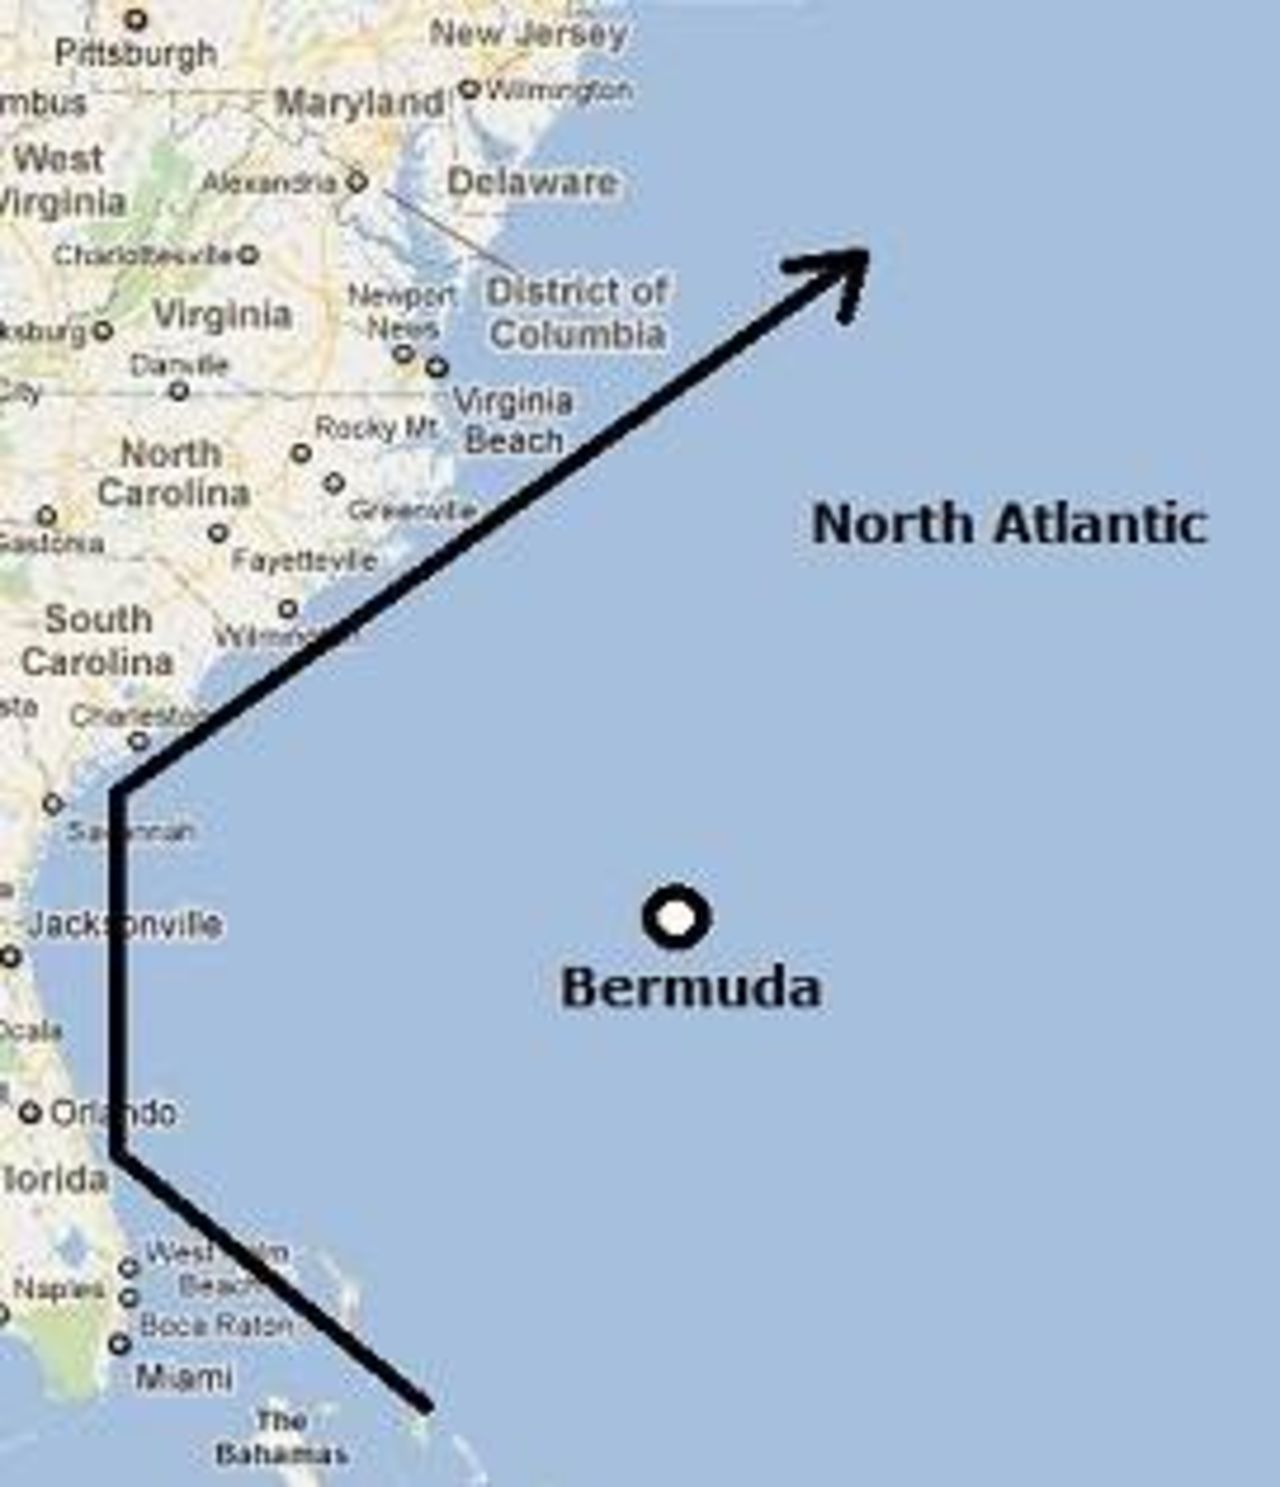 New Jersey
Pittsburgh
Wilmington
mbus
Maryland
West
Virginia
Alexandria
Delaware
Charlottesville
District of
Columbia
Newport
News
Virginia
ksburg
Danville
City
Virginia
Beach
Rocky Mt
North
Carolina
Greenville
North Atlantic
Gastonia
Fayetteville
South
Carolina
Wilmington
sta
Charleston
Savannah
Jacksonville
Bermuda
Ocala
Orlando
lorida
West Palm
Beach
Naples
Boca Raton
Miami
The
Bahamas